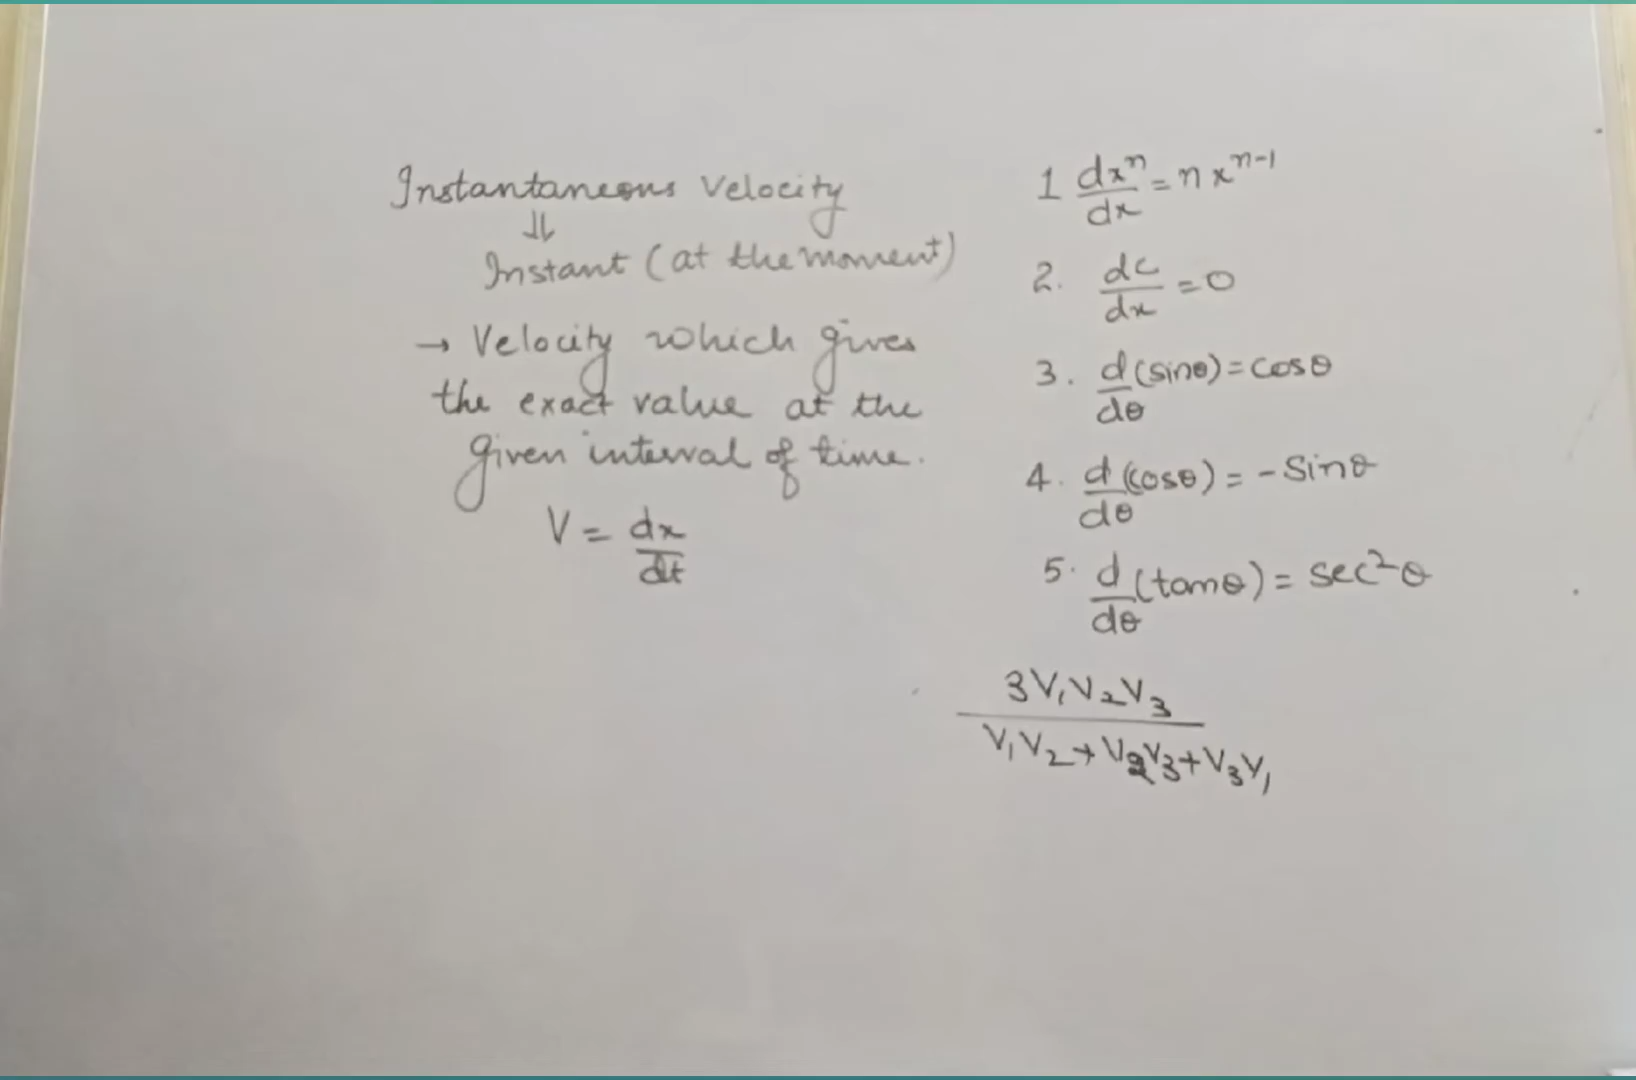 Instantaneous Velocity
⇓
Instant (at the moment)
→ Velocity which gives
the exact value at the
given interval of time.
V = dx/dt
1 dxⁿ/dx = n xⁿ⁻¹
2. dc/dx = 0
3. d/dθ (sinθ) = cosθ
4. d/dθ (cosθ) = - Sinθ
5. d/dθ (tanθ) = sec²θ
3V₁V₂V₃
V₁V₂ + V₂V₃ + V₃V₁